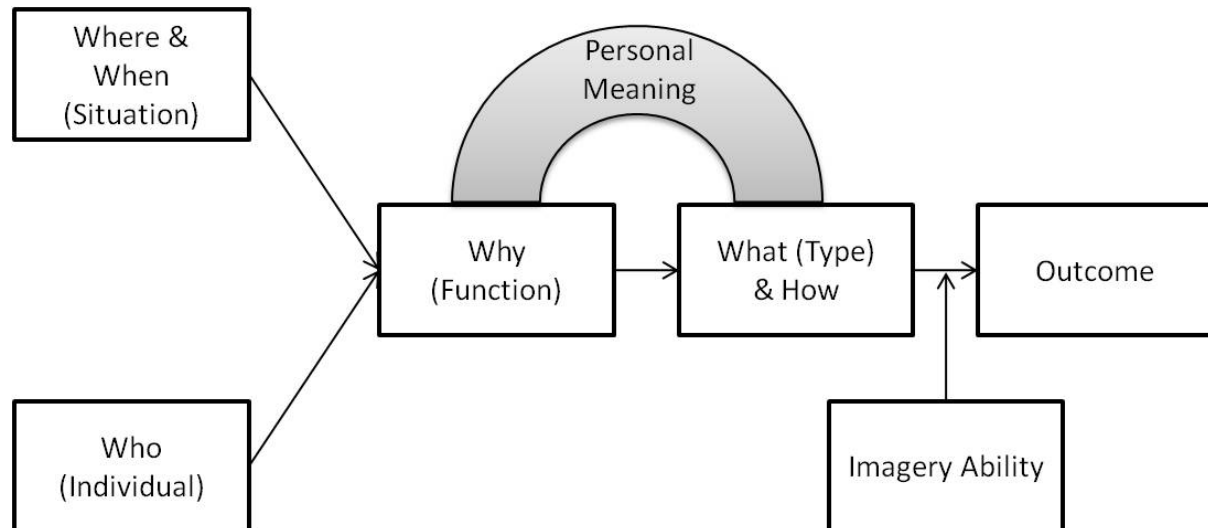 Where &
When
(Situation)
Personal
Meaning
Why
(Function)
What (Type)
& How
Outcome
Who
(Individual)
Imagery Ability